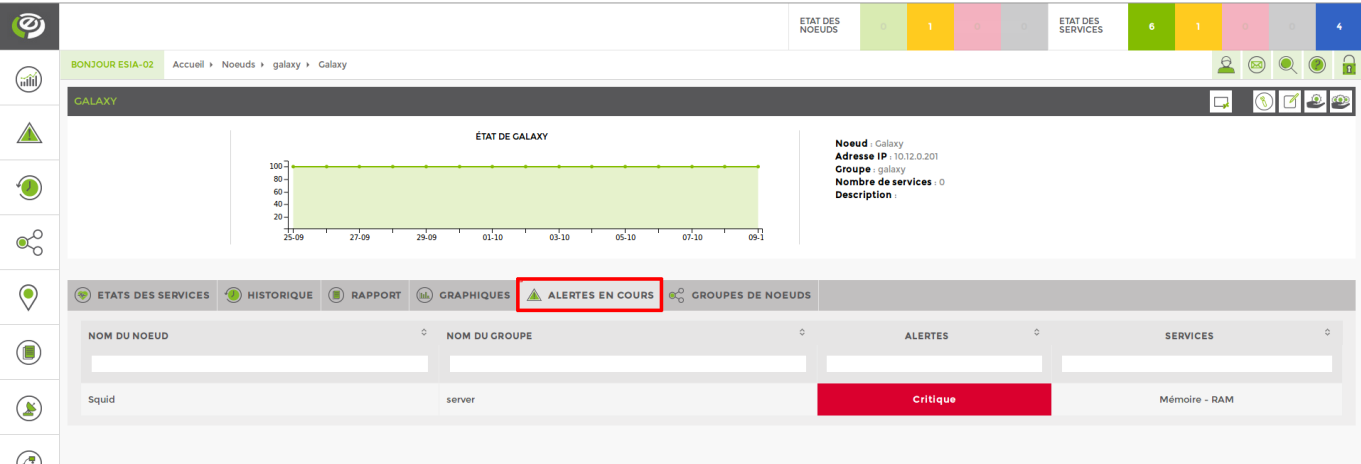 ETAT DES NOEUDS 0 1 0 0 ETAT DES SERVICES 6 1 0 0 4
BONJOUR ESIA-02 Accueil Noeuds galaxy Galaxy
GALAXY
ÉTAT DE GALAXY
100
80
60
40
20
25-09 27-09 29-09 01-10 03-10 05-10 07-10 09-1
Noeud : Galaxy
Adresse IP : 10.12.0.201
Groupe : galaxy
Nombre de services : 0
Description :
ETATS DES SERVICES HISTORIQUE RAPPORT GRAPHIQUES ALERTES EN COURS GROUPES DE NOEUDS
NOM DU NOEUD NOM DU GROUPE ALERTES SERVICES
Squid server Critique Mémoire - RAM